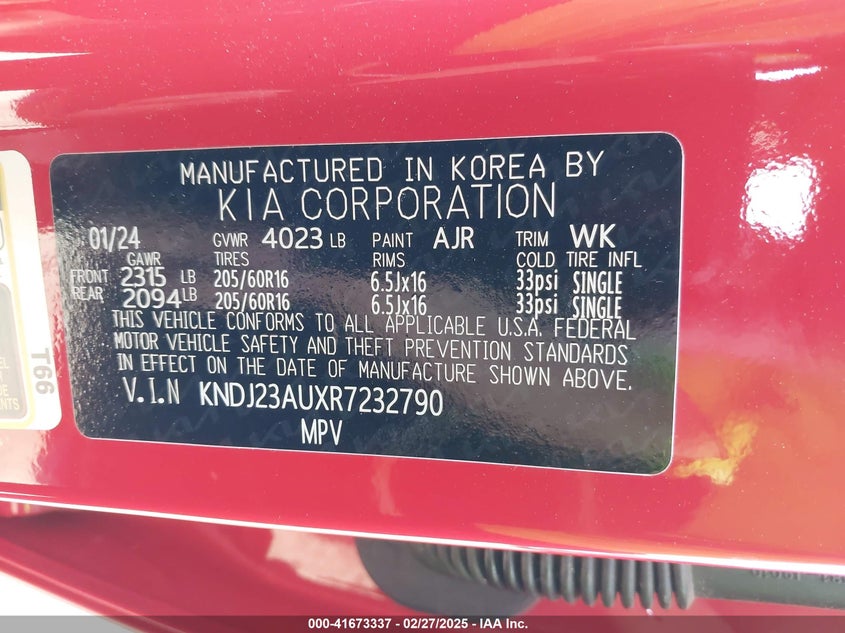 MANUFACTURED IN KOREA BY
KIA CORPORATION
01/24 GVWR 4023 LB PAINT AJR TRIM WK
GAWR TIRES RIMS COLD TIRE INFL
FRONT 2315 LB 205/60R16 6.5Jx16 33psi SINGLE
REAR 2094 LB 205/60R16 6.5Jx16 33psi SINGLE
THIS VEHICLE CONFORMS TO ALL APPLICABLE U.S.A. FEDERAL
MOTOR VEHICLE SAFETY AND THEFT PREVENTION STANDARDS
IN EFFECT ON THE DATE OF MANUFACTURE SHOWN ABOVE.
V.I.N KNDJ23AUXR7232790
MPV
T66
000-41673337 - 02/27/2025 - IAA Inc.